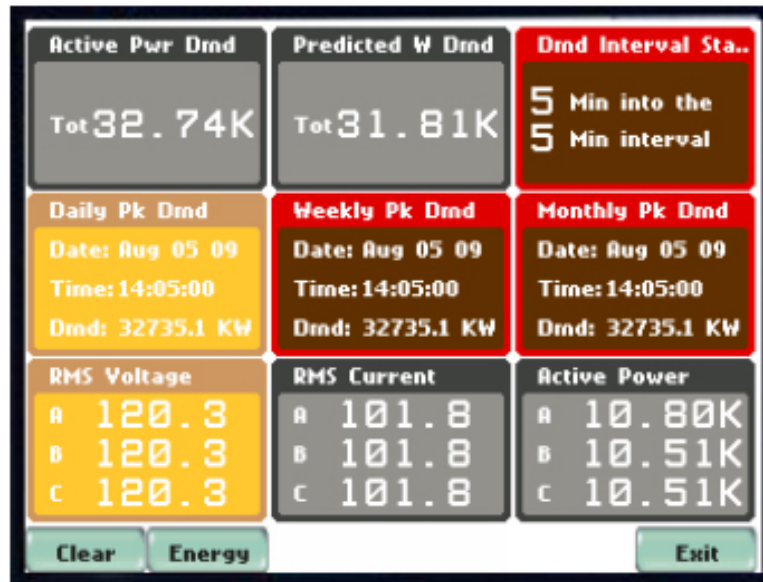 Active Pwr Dmd
Tot 32.74K
Predicted W Dmd
Tot 31.81K
Dmd Interval Sta..
5 Min into the
5 Min interval
Daily Pk Dmd
Date: Aug 05 09
Time: 14:05:00
Dmd: 32735.1 KW
Weekly Pk Dmd
Date: Aug 05 09
Time: 14:05:00
Dmd: 32735.1 KW
Monthly Pk Dmd
Date: Aug 05 09
Time: 14:05:00
Dmd: 32735.1 KW
RMS Voltage
A 120.3
B 120.3
C 120.3
RMS Current
A 101.8
B 101.8
C 101.8
Active Power
A 10.80K
B 10.51K
C 10.51K
Clear
Energy
Exit